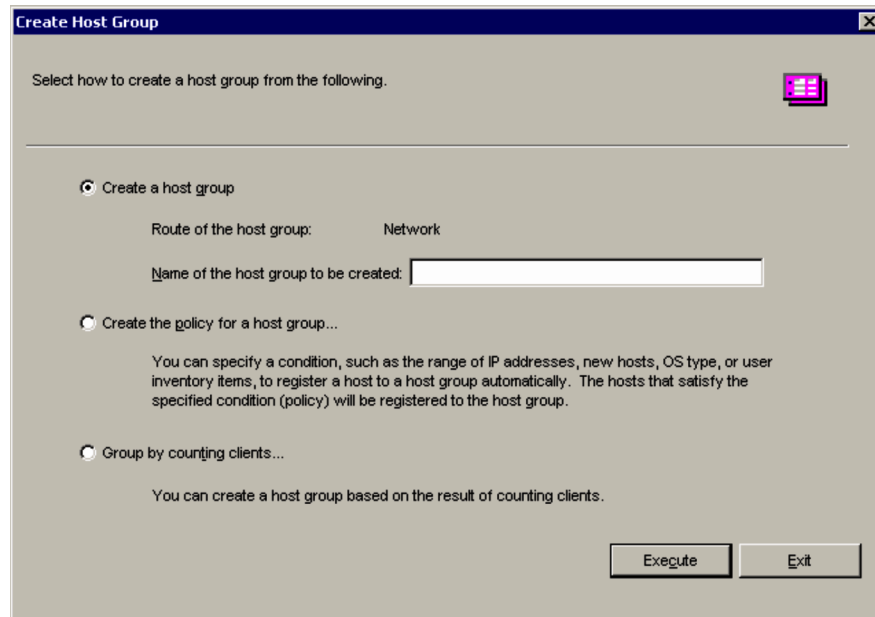 Create Host Group
Select how to create a host group from the following.
Create a host group
Route of the host group: Network
Name of the host group to be created:
Create the policy for a host group...
You can specify a condition, such as the range of IP addresses, new hosts, OS type, or user
inventory items, to register a host to a host group automatically. The hosts that satisfy the
specified condition (policy) will be registered to the host group.
Group by counting clients...
You can create a host group based on the result of counting clients.
Execute Exit